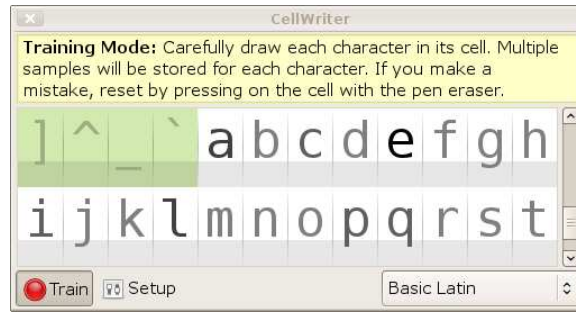 CellWriter
Training Mode: Carefully draw each character in its cell. Multiple
samples will be stored for each character. If you make a
mistake, reset by pressing on the cell with the pen eraser.
] ^ _ ` a b c d e f g h
i j k l m n o p q r s t
Train Setup Basic Latin